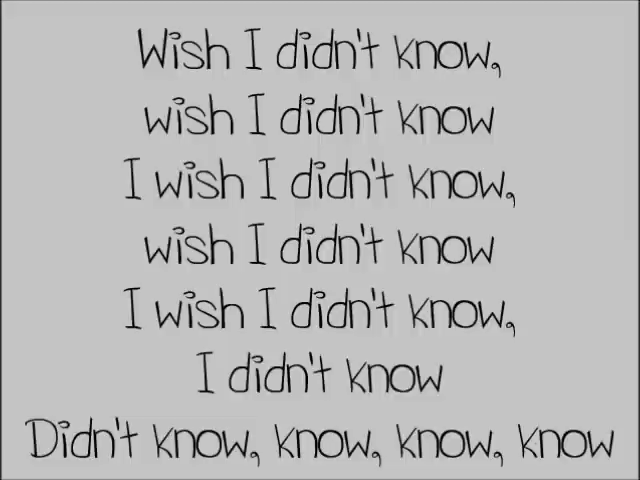 Wish I didn't know,
wish I didn't know
I wish I didn't know,
wish I didn't know
I wish I didn't know,
I didn't know
Didn't know, know, know, know